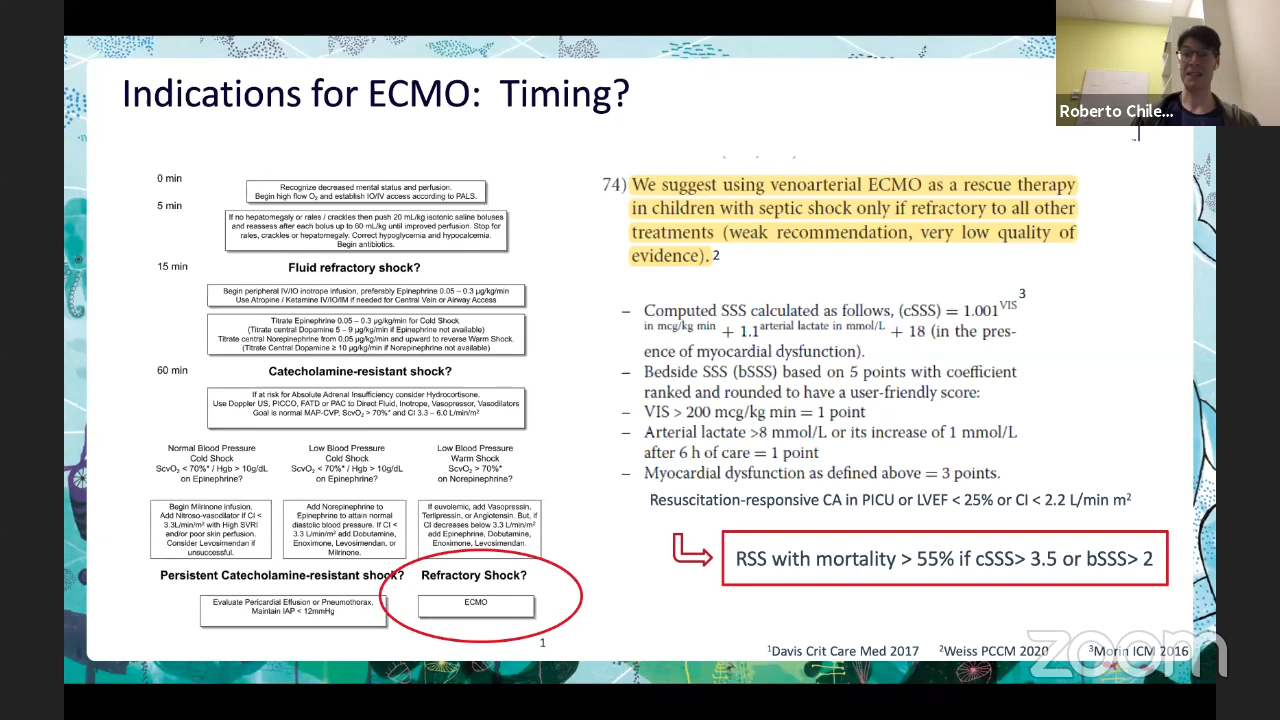 Indications for ECMO: Timing?
Roberto Chile...
0 min
Recognize decreased mental status and perfusion.
Begin high flow O₂ and establish IO/IV access according to PALS.
5 min
If no hepatomegaly or rales / crackles then push 20 mL/kg isotonic saline boluses
and reassess after each bolus up to 60 mL/kg until improved perfusion. Stop for
rales, crackles or hepatomegaly. Correct hypoglycemia and hypocalcemia.
Begin antibiotics.
15 min
Fluid refractory shock?
Begin peripheral IV/IO inotrope infusion, preferably Epinephrine 0.05 – 0.3 µg/kg/min
Use Atropine / Ketamine IV/IO/IM if needed for Central Vein or Airway Access
Titrate Epinephrine 0.05 – 0.3 µg/kg/min for Cold Shock.
(Titrate central Dopamine 5 – 9 µg/kg/min if Epinephrine not available)
Titrate central Norepinephrine from 0.05 µg/kg/min and upward to reverse Warm Shock.
(Titrate Central Dopamine ≥ 10 µg/kg/min if Norepinephrine not available)
60 min
Catecholamine-resistant shock?
If at risk for Absolute Adrenal Insufficiency consider Hydrocortisone.
Use Doppler US, PICCO, FATD or PAC to Direct Fluid, Inotrope, Vasopressor, Vasodilators
Goal is normal MAP-CVP, ScvO₂ > 70%* and CI 3.3 – 6.0 L/min/m²
Normal Blood Pressure
Cold Shock
ScvO₂ < 70%* / Hgb > 10g/dL
on Epinephrine?
Low Blood Pressure
Cold Shock
ScvO₂ < 70%* / Hgb > 10g/dL
on Epinephrine?
Low Blood Pressure
Warm Shock
ScvO₂ > 70%*
on Norepinephrine?
Begin Milrinone infusion.
Add Nitroso-vasodilator if CI <
3.3L/min/m² with High SVRI
and/or poor skin perfusion.
Consider Levosimendan if
unsuccessful.
Add Norepinephrine to
Epinephrine to attain normal
diastolic blood pressure. If CI <
3.3 L/min/m² add Dobutamine,
Enoximone, Levosimendan, or
Milrinone.
If euvolemic, add Vasopressin,
Terlipressin, or Angiotensin. But, if
CI decreases below 3.3 L/min/m²
add Epinephrine, Dobutamine,
Enoximone, Levosimendan.
Persistent Catecholamine-resistant shock?
Refractory Shock?
Evaluate Pericardial Effusion or Pneumothorax,
Maintain IAP < 12mmHg
ECMO
1
74) We suggest using venoarterial ECMO as a rescue therapy
in children with septic shock only if refractory to all other
treatments (weak recommendation, very low quality of
evidence). 2
3
– Computed SSS calculated as follows, (cSSS) = 1.001^VIS
in mcg/kg min + 1.1^arterial lactate in mmol/L + 18 (in the pres-
ence of myocardial dysfunction).
– Bedside SSS (bSSS) based on 5 points with coefficient
ranked and rounded to have a user-friendly score:
– VIS > 200 mcg/kg min = 1 point
– Arterial lactate >8 mmol/L or its increase of 1 mmol/L
after 6 h of care = 1 point
– Myocardial dysfunction as defined above = 3 points.
Resuscitation-responsive CA in PICU or LVEF < 25% or CI < 2.2 L/min m²
RSS with mortality > 55% if cSSS> 3.5 or bSSS> 2
¹Davis Crit Care Med 2017 ²Weiss PCCM 2020 ³Morin ICM 2016
zoom